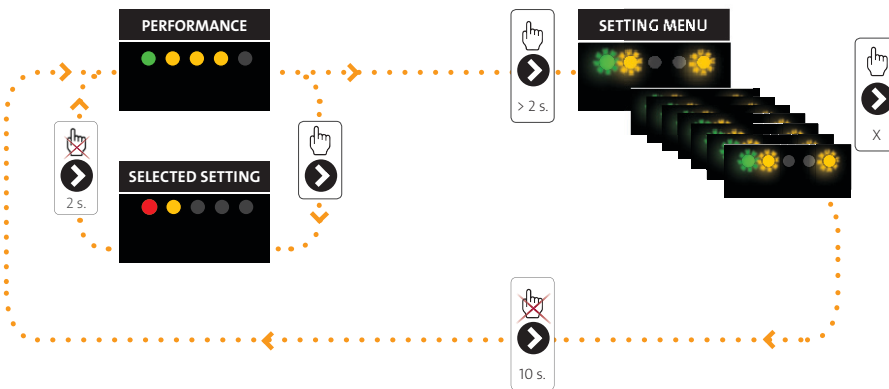 PERFORMANCE
SETTING MENU
> 2 s.
X
SELECTED SETTING
2 s.
10 s.